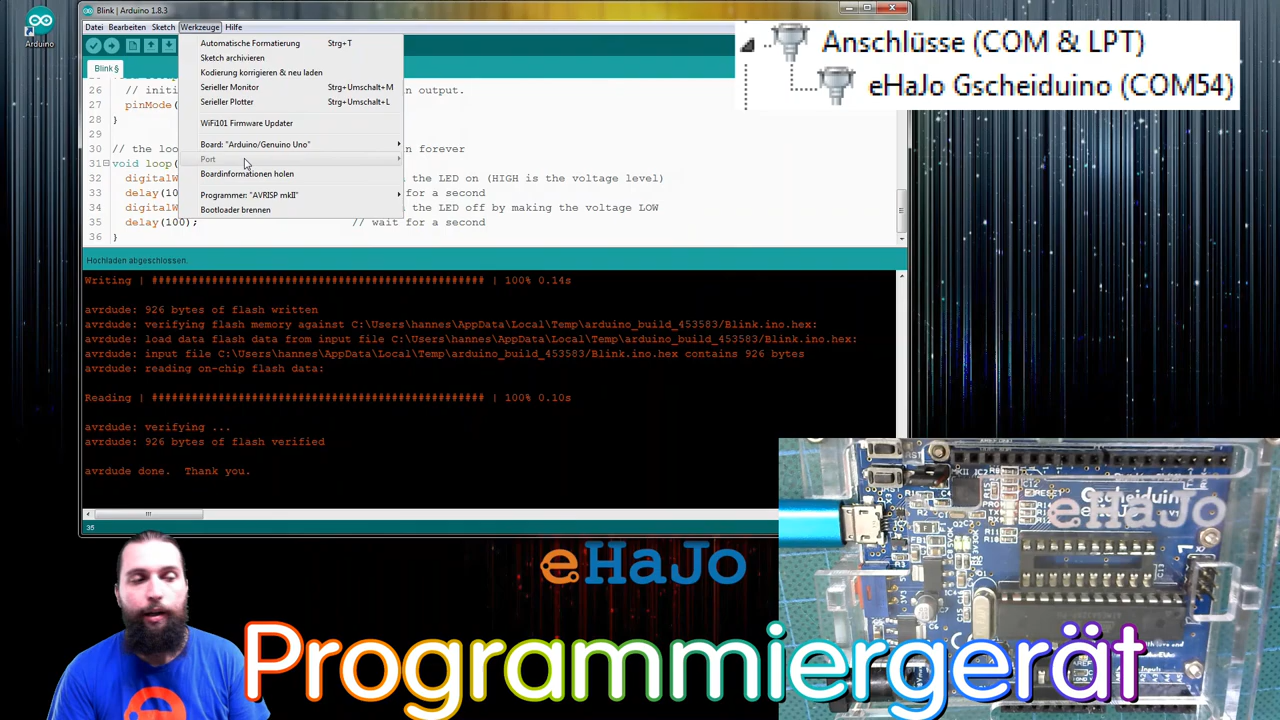 Blink | Arduino 1.8.3
Datei Bearbeiten Sketch Werkzeuge Hilfe
Arduino
Blink §
Automatische Formatierung Strg+T
Sketch archivieren
Kodierung korrigieren & neu laden
Serieller Monitor Strg+Umschalt+M
Serieller Plotter Strg+Umschalt+L
WiFi101 Firmware Updater
Board: "Arduino/Genuino Uno"
Port
Boardinformationen holen
Programmer: "AVRISP mkII"
Bootloader brennen
26 // initi n output.
27 pinMode(
28 }
29
30 // the loo forever
31 void loop(
32 digitalW the LED on (HIGH is the voltage level)
33 delay(10 for a second
34 digitalW the LED off by making the voltage LOW
35 delay(100); // wait for a second
36 }
Hochladen abgeschlossen.
Writing | ################################################## | 100% 0.14s
avrdude: 926 bytes of flash written
avrdude: verifying flash memory against C:\Users\hannes\AppData\Local\Temp\arduino_build_453583/Blink.ino.hex:
avrdude: load data flash data from input file C:\Users\hannes\AppData\Local\Temp\arduino_build_453583/Blink.ino.hex:
avrdude: input file C:\Users\hannes\AppData\Local\Temp\arduino_build_453583/Blink.ino.hex contains 926 bytes
avrdude: reading on-chip flash data:
Reading | ################################################## | 100% 0.10s
avrdude: verifying ...
avrdude: 926 bytes of flash verified
avrdude done.  Thank you.
35
Anschlüsse (COM & LPT)
eHaJo Gscheiduino (COM54)
eHaJo
Gscheiduin
eHaJo
Programmiergerät